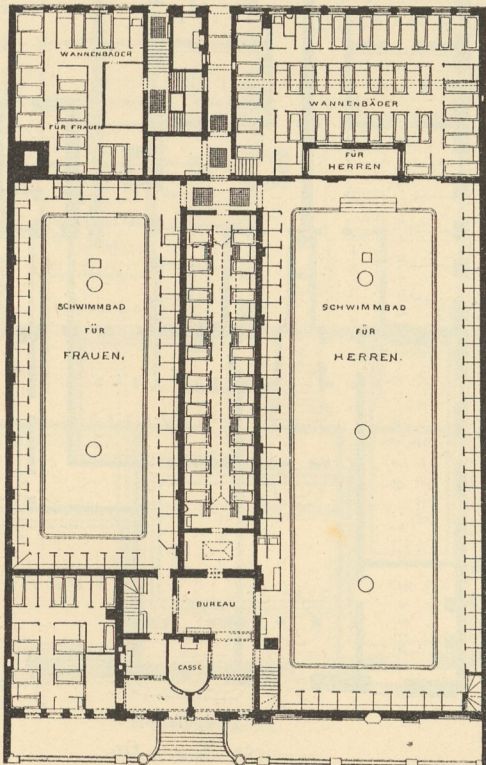 WANNENBÄDER
FÜR FRAUEN
WANNENBÄDER
FÜR
HERREN
SCHWIMMBAD
FÜR
FRAUEN.
SCHWIMMBAD
FÜR
HERREN.
BUREAU
CASSE